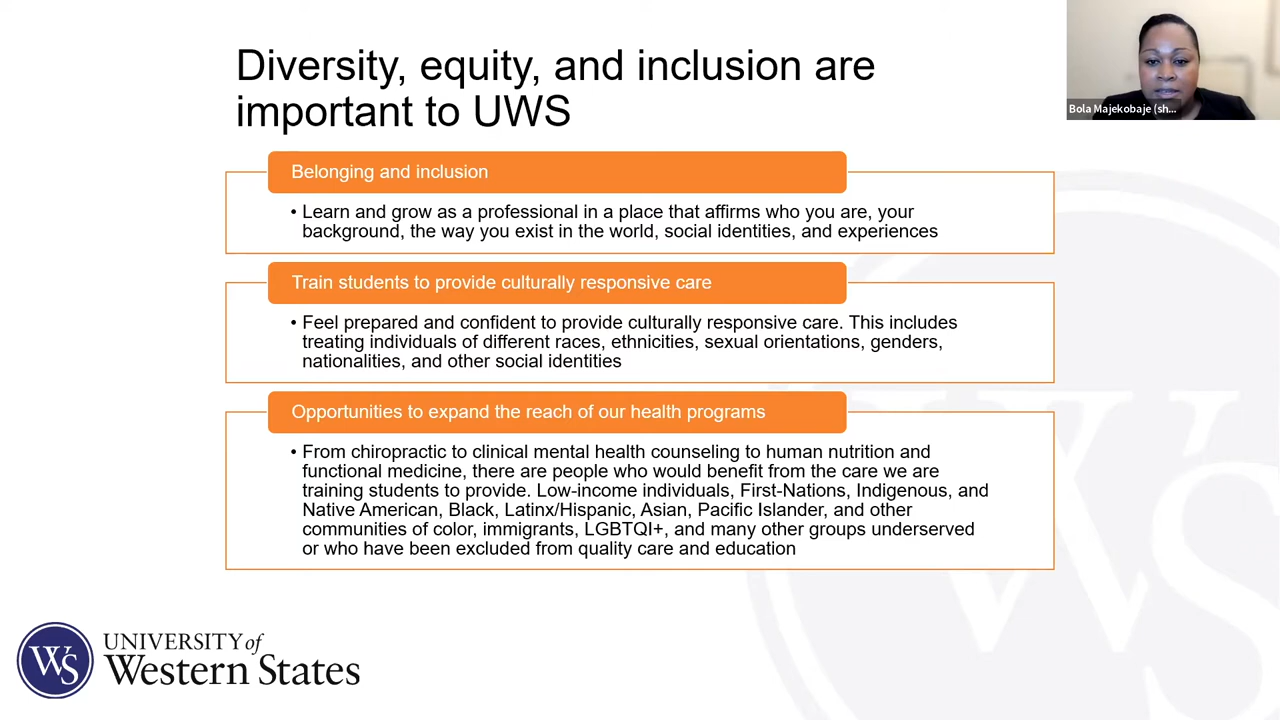 Diversity, equity, and inclusion are
important to UWS
Bola Majekobaje (sh...
Belonging and inclusion
• Learn and grow as a professional in a place that affirms who you are, your
background, the way you exist in the world, social identities, and experiences
Train students to provide culturally responsive care
• Feel prepared and confident to provide culturally responsive care. This includes
treating individuals of different races, ethnicities, sexual orientations, genders,
nationalities, and other social identities
Opportunities to expand the reach of our health programs
• From chiropractic to clinical mental health counseling to human nutrition and
functional medicine, there are people who would benefit from the care we are
training students to provide. Low-income individuals, First-Nations, Indigenous, and
Native American, Black, Latinx/Hispanic, Asian, Pacific Islander, and other
communities of color, immigrants, LGBTQI+, and many other groups underserved
or who have been excluded from quality care and education
WS
UNIVERSITY of
Western States